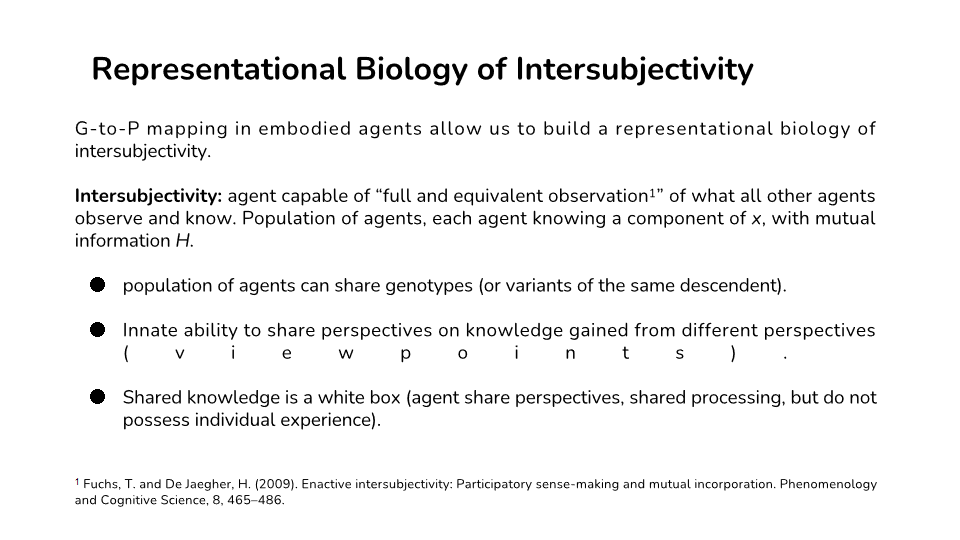 Representational Biology of Intersubjectivity
G-to-P mapping in embodied agents allow us to build a representational biology of
intersubjectivity.
Intersubjectivity: agent capable of “full and equivalent observation¹” of what all other agents
observe and know. Population of agents, each agent knowing a component of x, with mutual
information H.
● population of agents can share genotypes (or variants of the same descendent).
● Innate ability to share perspectives on knowledge gained from different perspectives
( v i e w p o i n t s ) .
● Shared knowledge is a white box (agent share perspectives, shared processing, but do not
possess individual experience).
¹ Fuchs, T. and De Jaegher, H. (2009). Enactive intersubjectivity: Participatory sense-making and mutual incorporation. Phenomenology
and Cognitive Science, 8, 465–486.